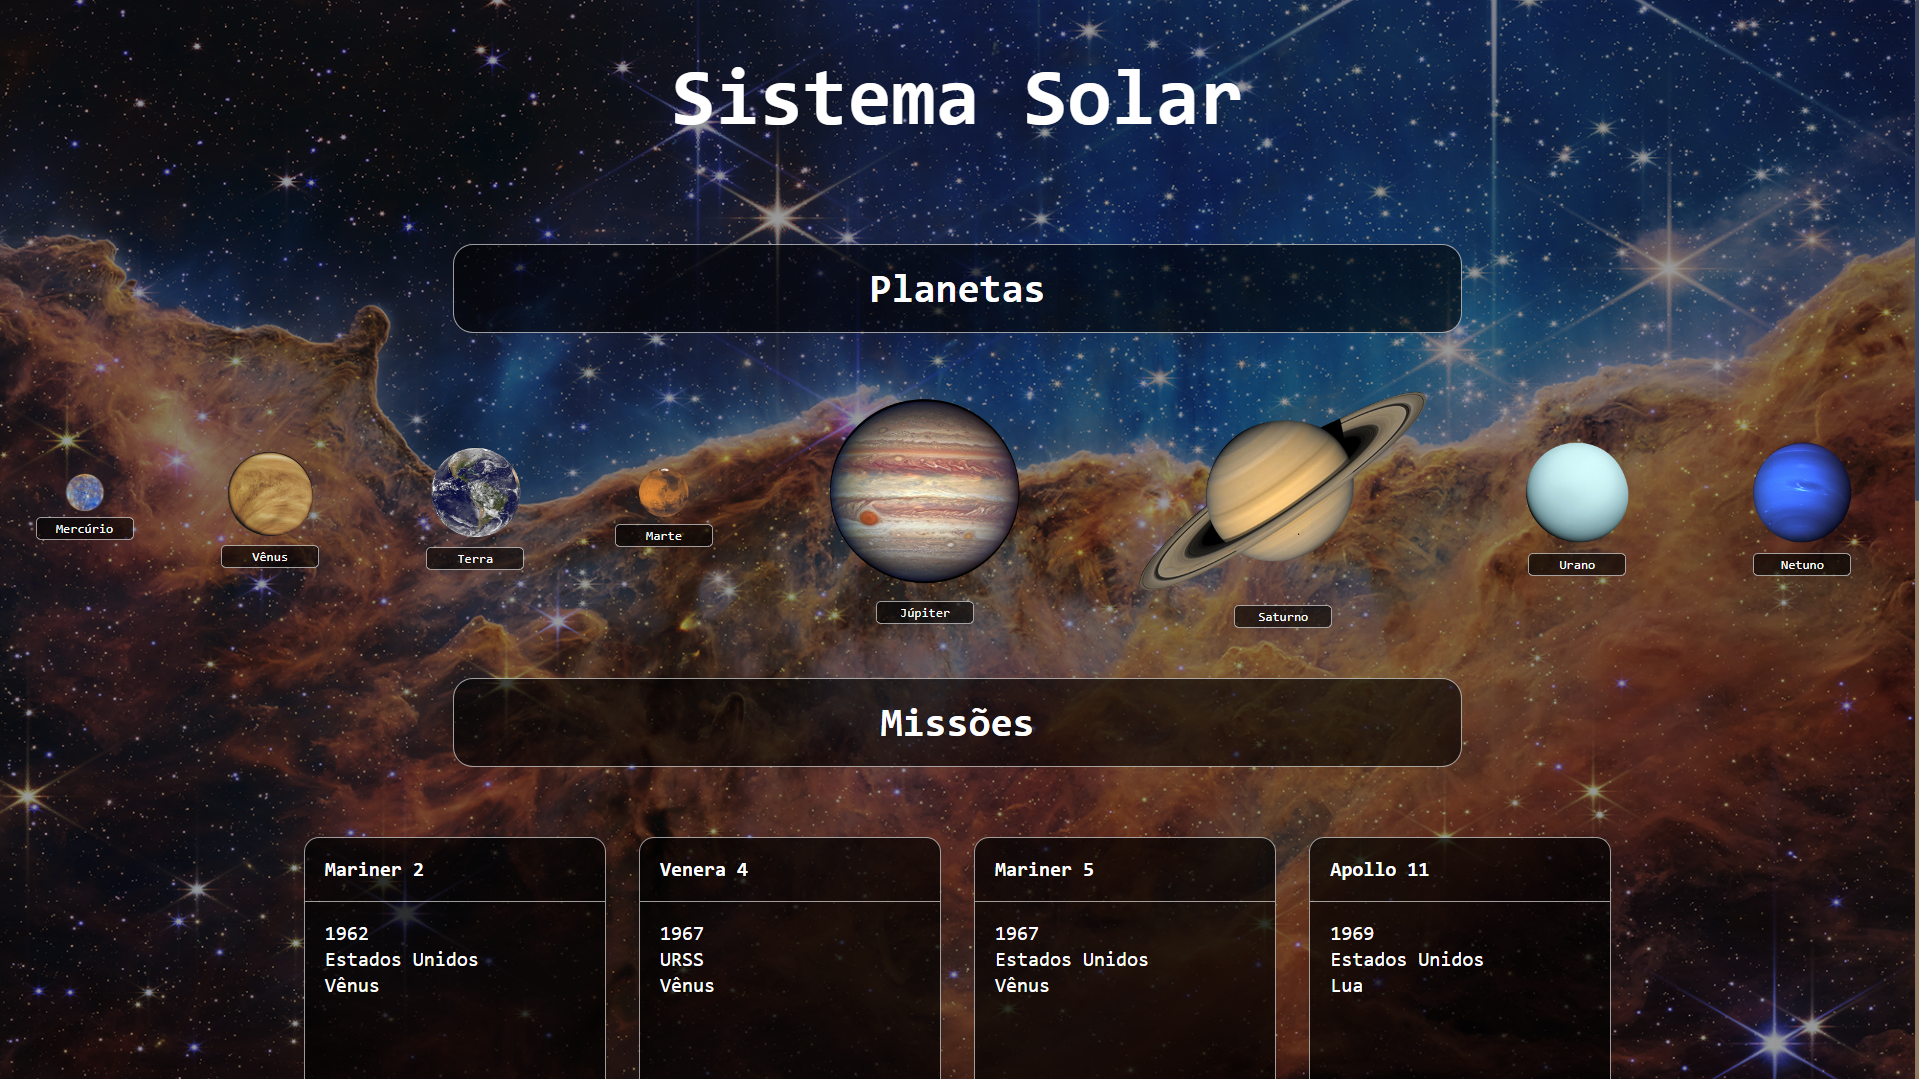 Sistema Solar
Planetas
Mercúrio
Vênus
Terra
Marte
Júpiter
Saturno
Urano
Netuno
Missões
Mariner 2
1962
Estados Unidos
Vênus
Venera 4
1967
URSS
Vênus
Mariner 5
1967
Estados Unidos
Vênus
Apollo 11
1969
Estados Unidos
Lua